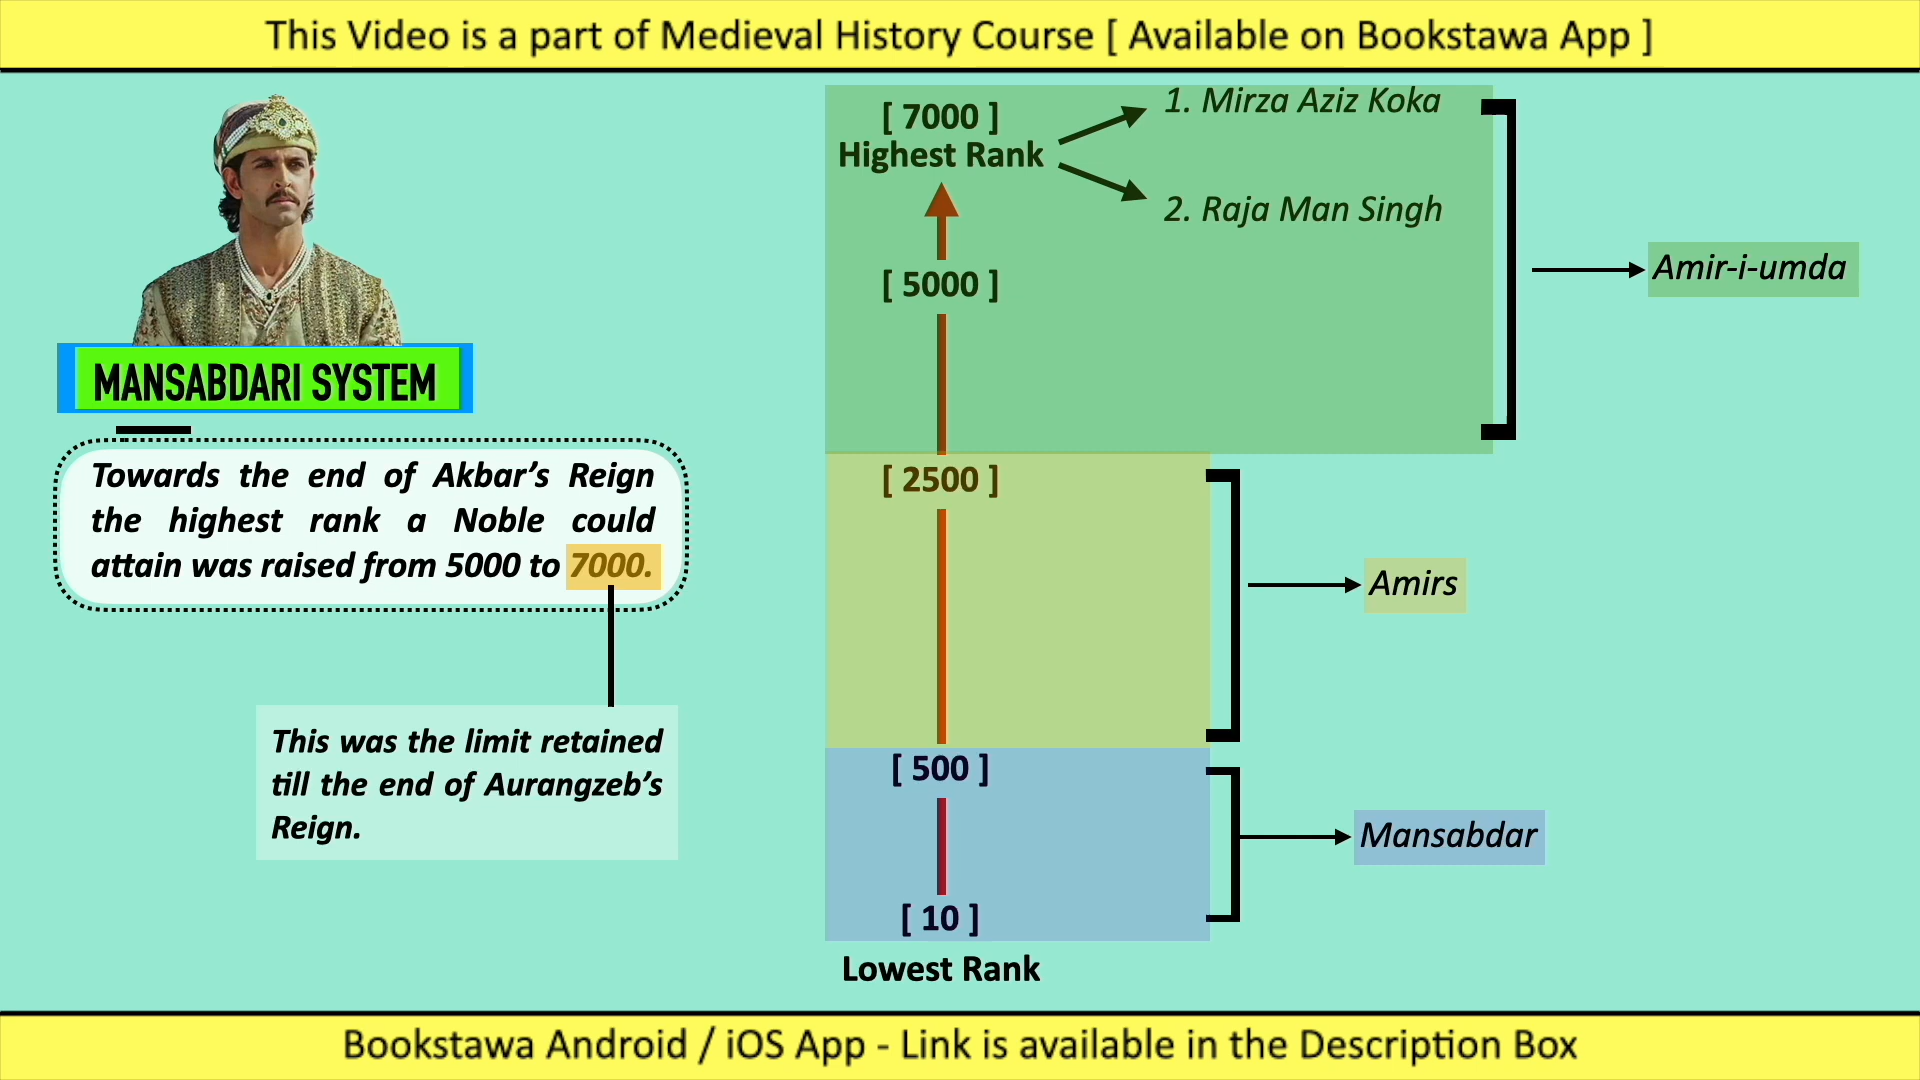 This Video is a part of Medieval History Course [ Available on Bookstawa App ]
MANSABDARI SYSTEM
Towards the end of Akbar’s Reign
the highest rank a Noble could
attain was raised from 5000 to 7000.
This was the limit retained
till the end of Aurangzeb’s
Reign.
[ 7000 ]
Highest Rank
1. Mirza Aziz Koka
2. Raja Man Singh
[ 5000 ]
Amir-i-umda
[ 2500 ]
Amirs
[ 500 ]
Mansabdar
[ 10 ]
Lowest Rank
Bookstawa Android / iOS App - Link is available in the Description Box